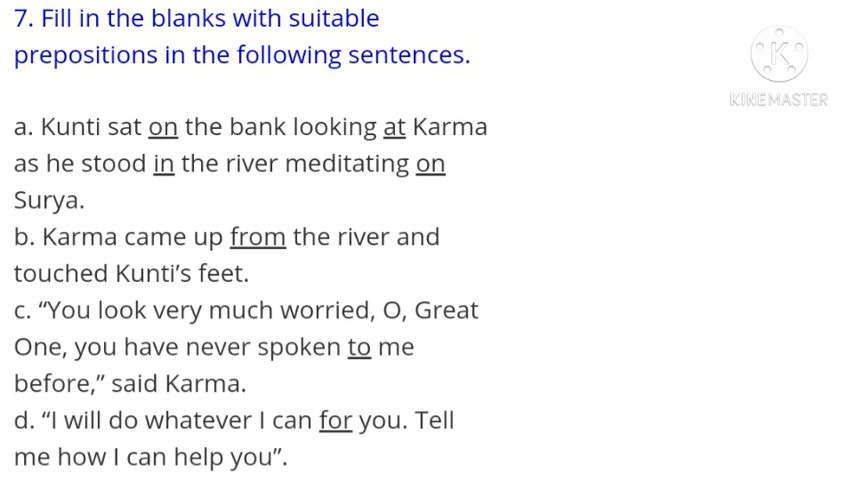 7. Fill in the blanks with suitable
prepositions in the following sentences.
K
KINEMASTER
a. Kunti sat on the bank looking at Karma
as he stood in the river meditating on
Surya.
b. Karma came up from the river and
touched Kunti’s feet.
c. “You look very much worried, O, Great
One, you have never spoken to me
before,” said Karma.
d. “I will do whatever I can for you. Tell
me how I can help you”.